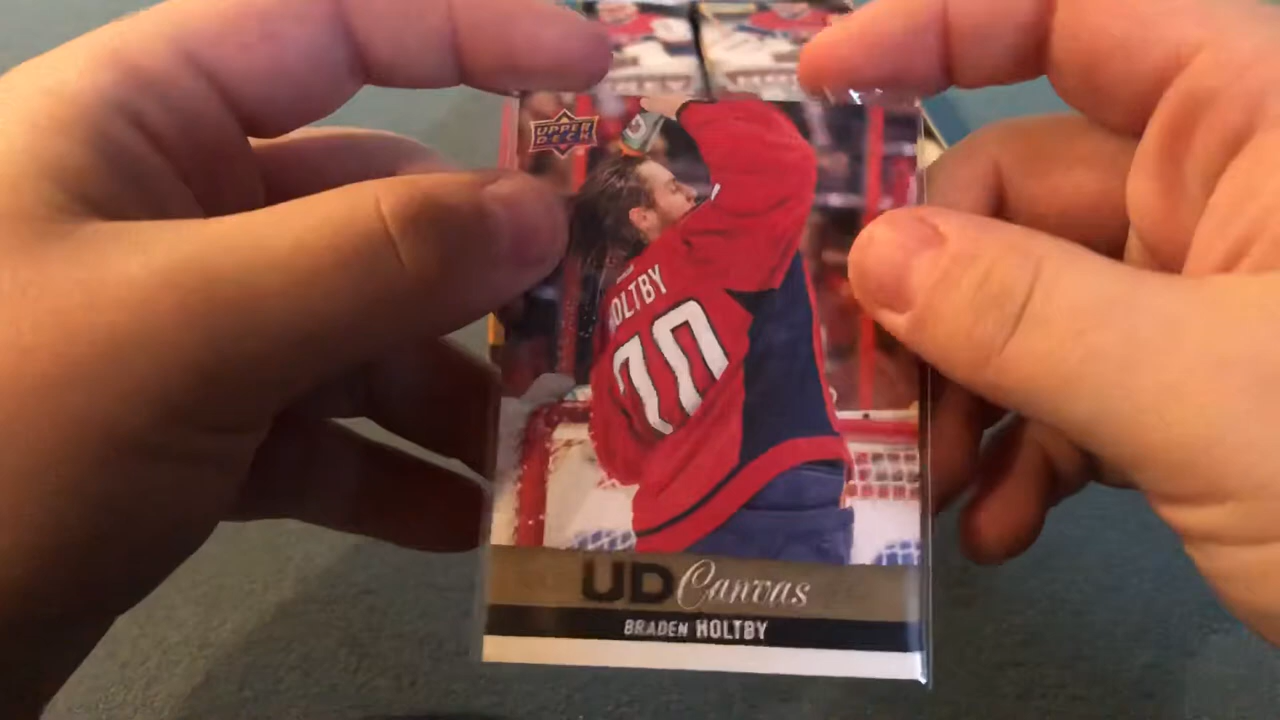 UPPER
DECK
HOLTBY
70
UD Canvas
BRADEN HOLTBY